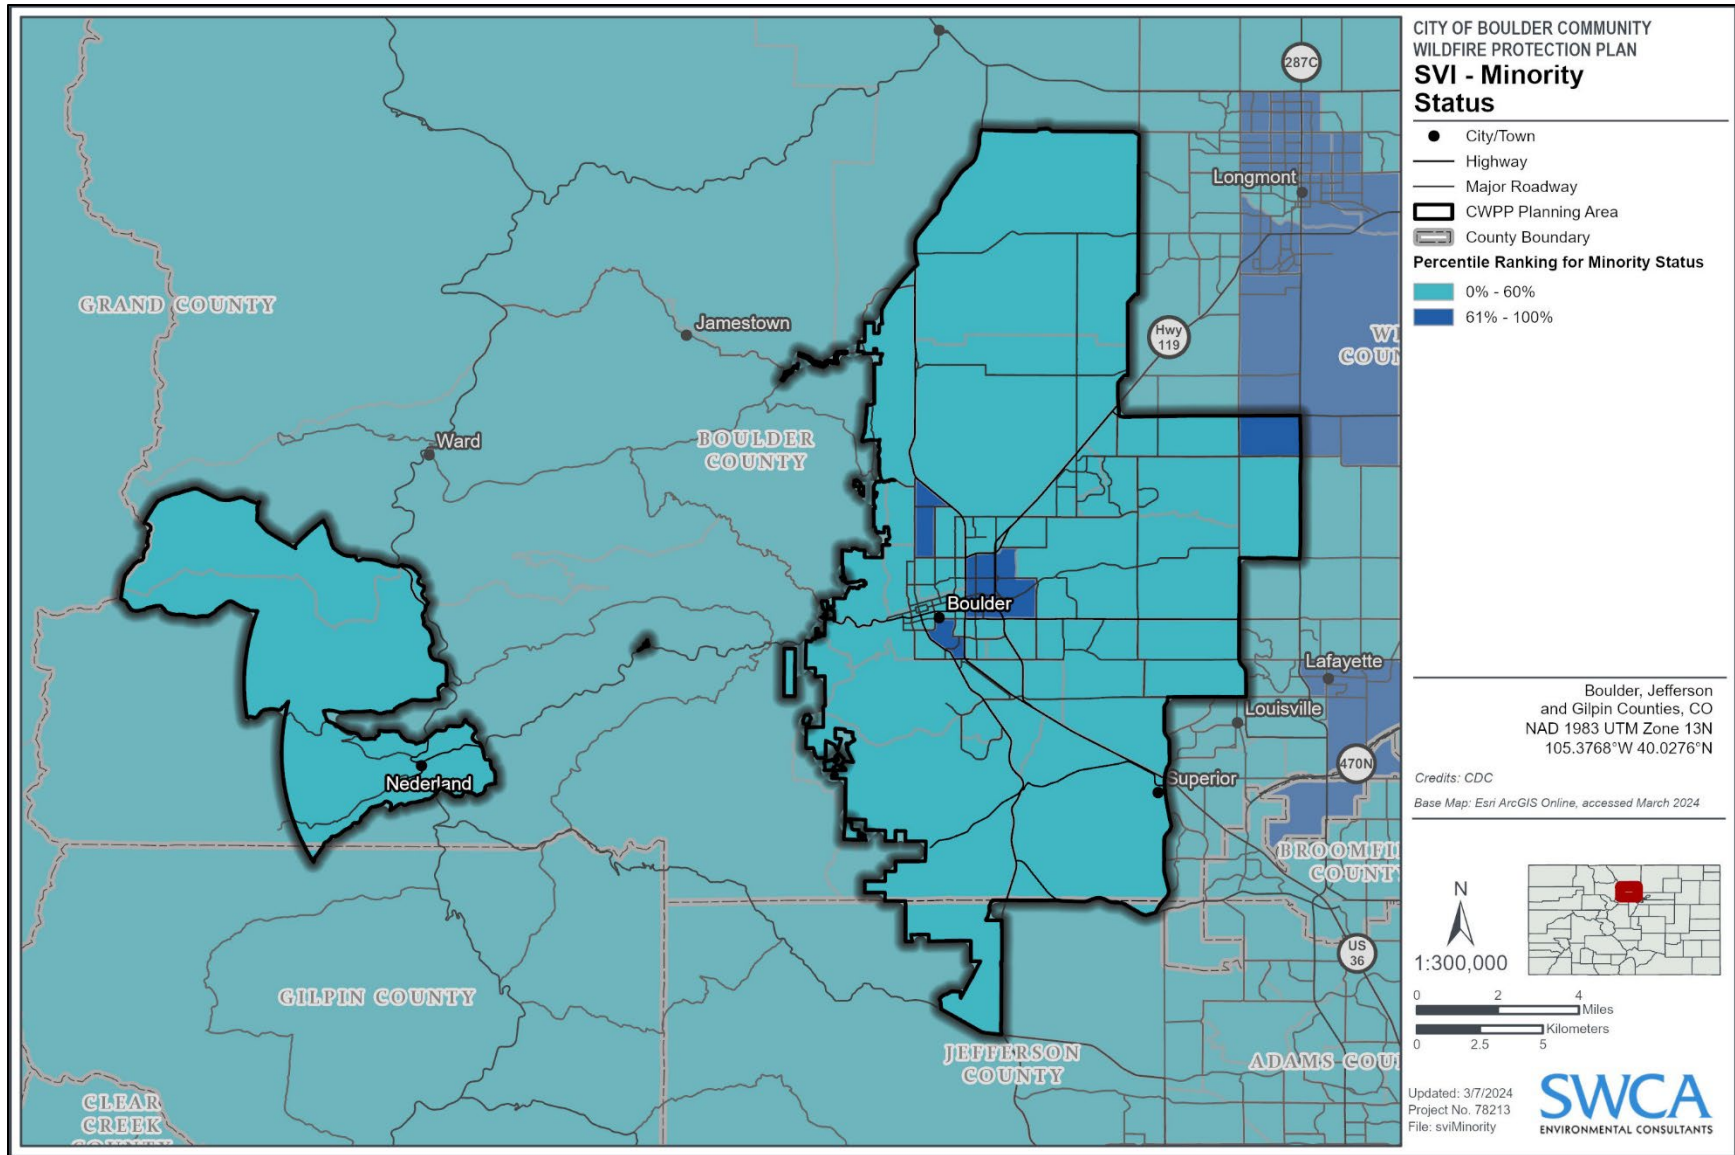 CITY OF BOULDER COMMUNITY
WILDFIRE PROTECTION PLAN
SVI - Minority
Status
City/Town
Highway
Major Roadway
CWPP Planning Area
County Boundary
Percentile Ranking for Minority Status
0% - 60%
61% - 100%
287C
Longmont
GRAND COUNTY
Jamestown
Hwy
119
Ward
BOULDER
COUNTY
Boulder
Lafayette
Louisville
470N
Nederland
Superior
GILPIN COUNTY
US
36
JEFFERSON
COUNTY
CLEAR
CREEK
Boulder, Jefferson
and Gilpin Counties, CO
NAD 1983 UTM Zone 13N
105.3768°W 40.0276°N
Credits: CDC
Base Map: Esri ArcGIS Online, accessed March 2024
N
1:300,000
0 2 4
Miles
Kilometers
0 2.5 5
Updated: 3/7/2024
Project No. 78213
File: sviMinority
SWCA
ENVIRONMENTAL CONSULTANTS
BROOMFI
COUNTY
ADAMS COU